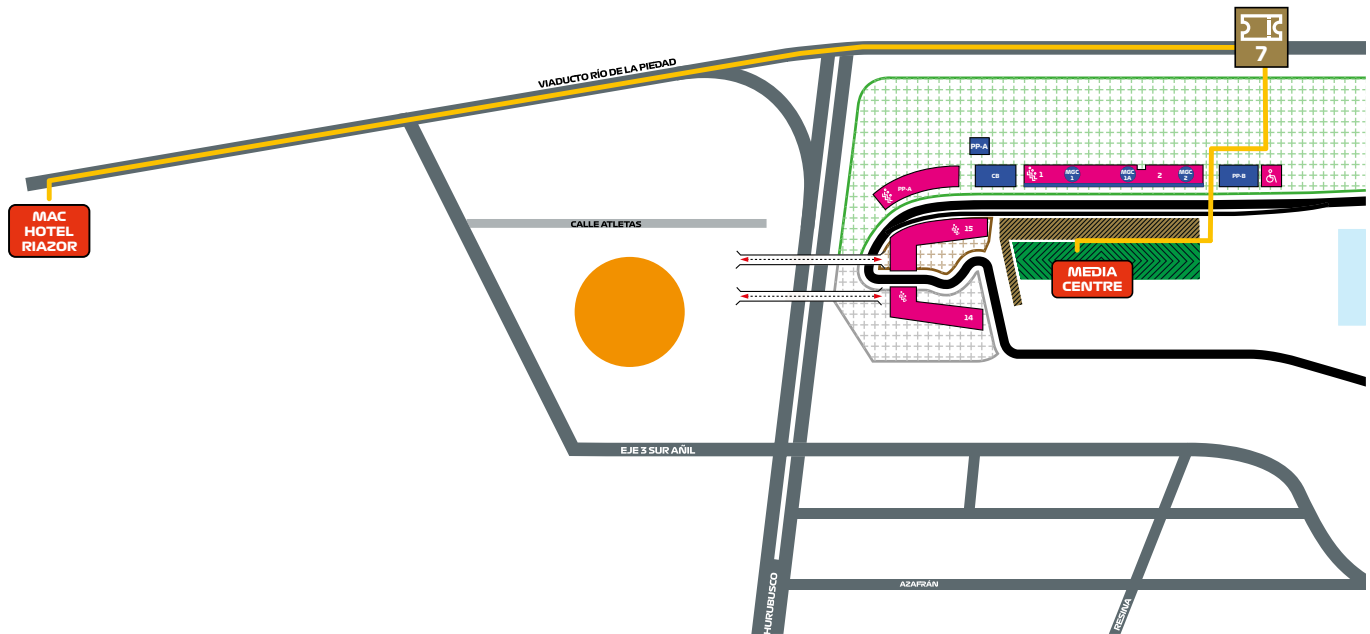 7
VIADUCTO RÍO DE LA PIEDAD
PP-A
CB
1
MGC
1
MGC
1A
2
MGC
2
PP-B
PP-A
MAC
HOTEL
RIAZOR
CALLE ATLETAS
15
MEDIA
CENTRE
14
EJE 3 SUR AÑIL
AZAFRÁN
HURUBUSCO
RESINA